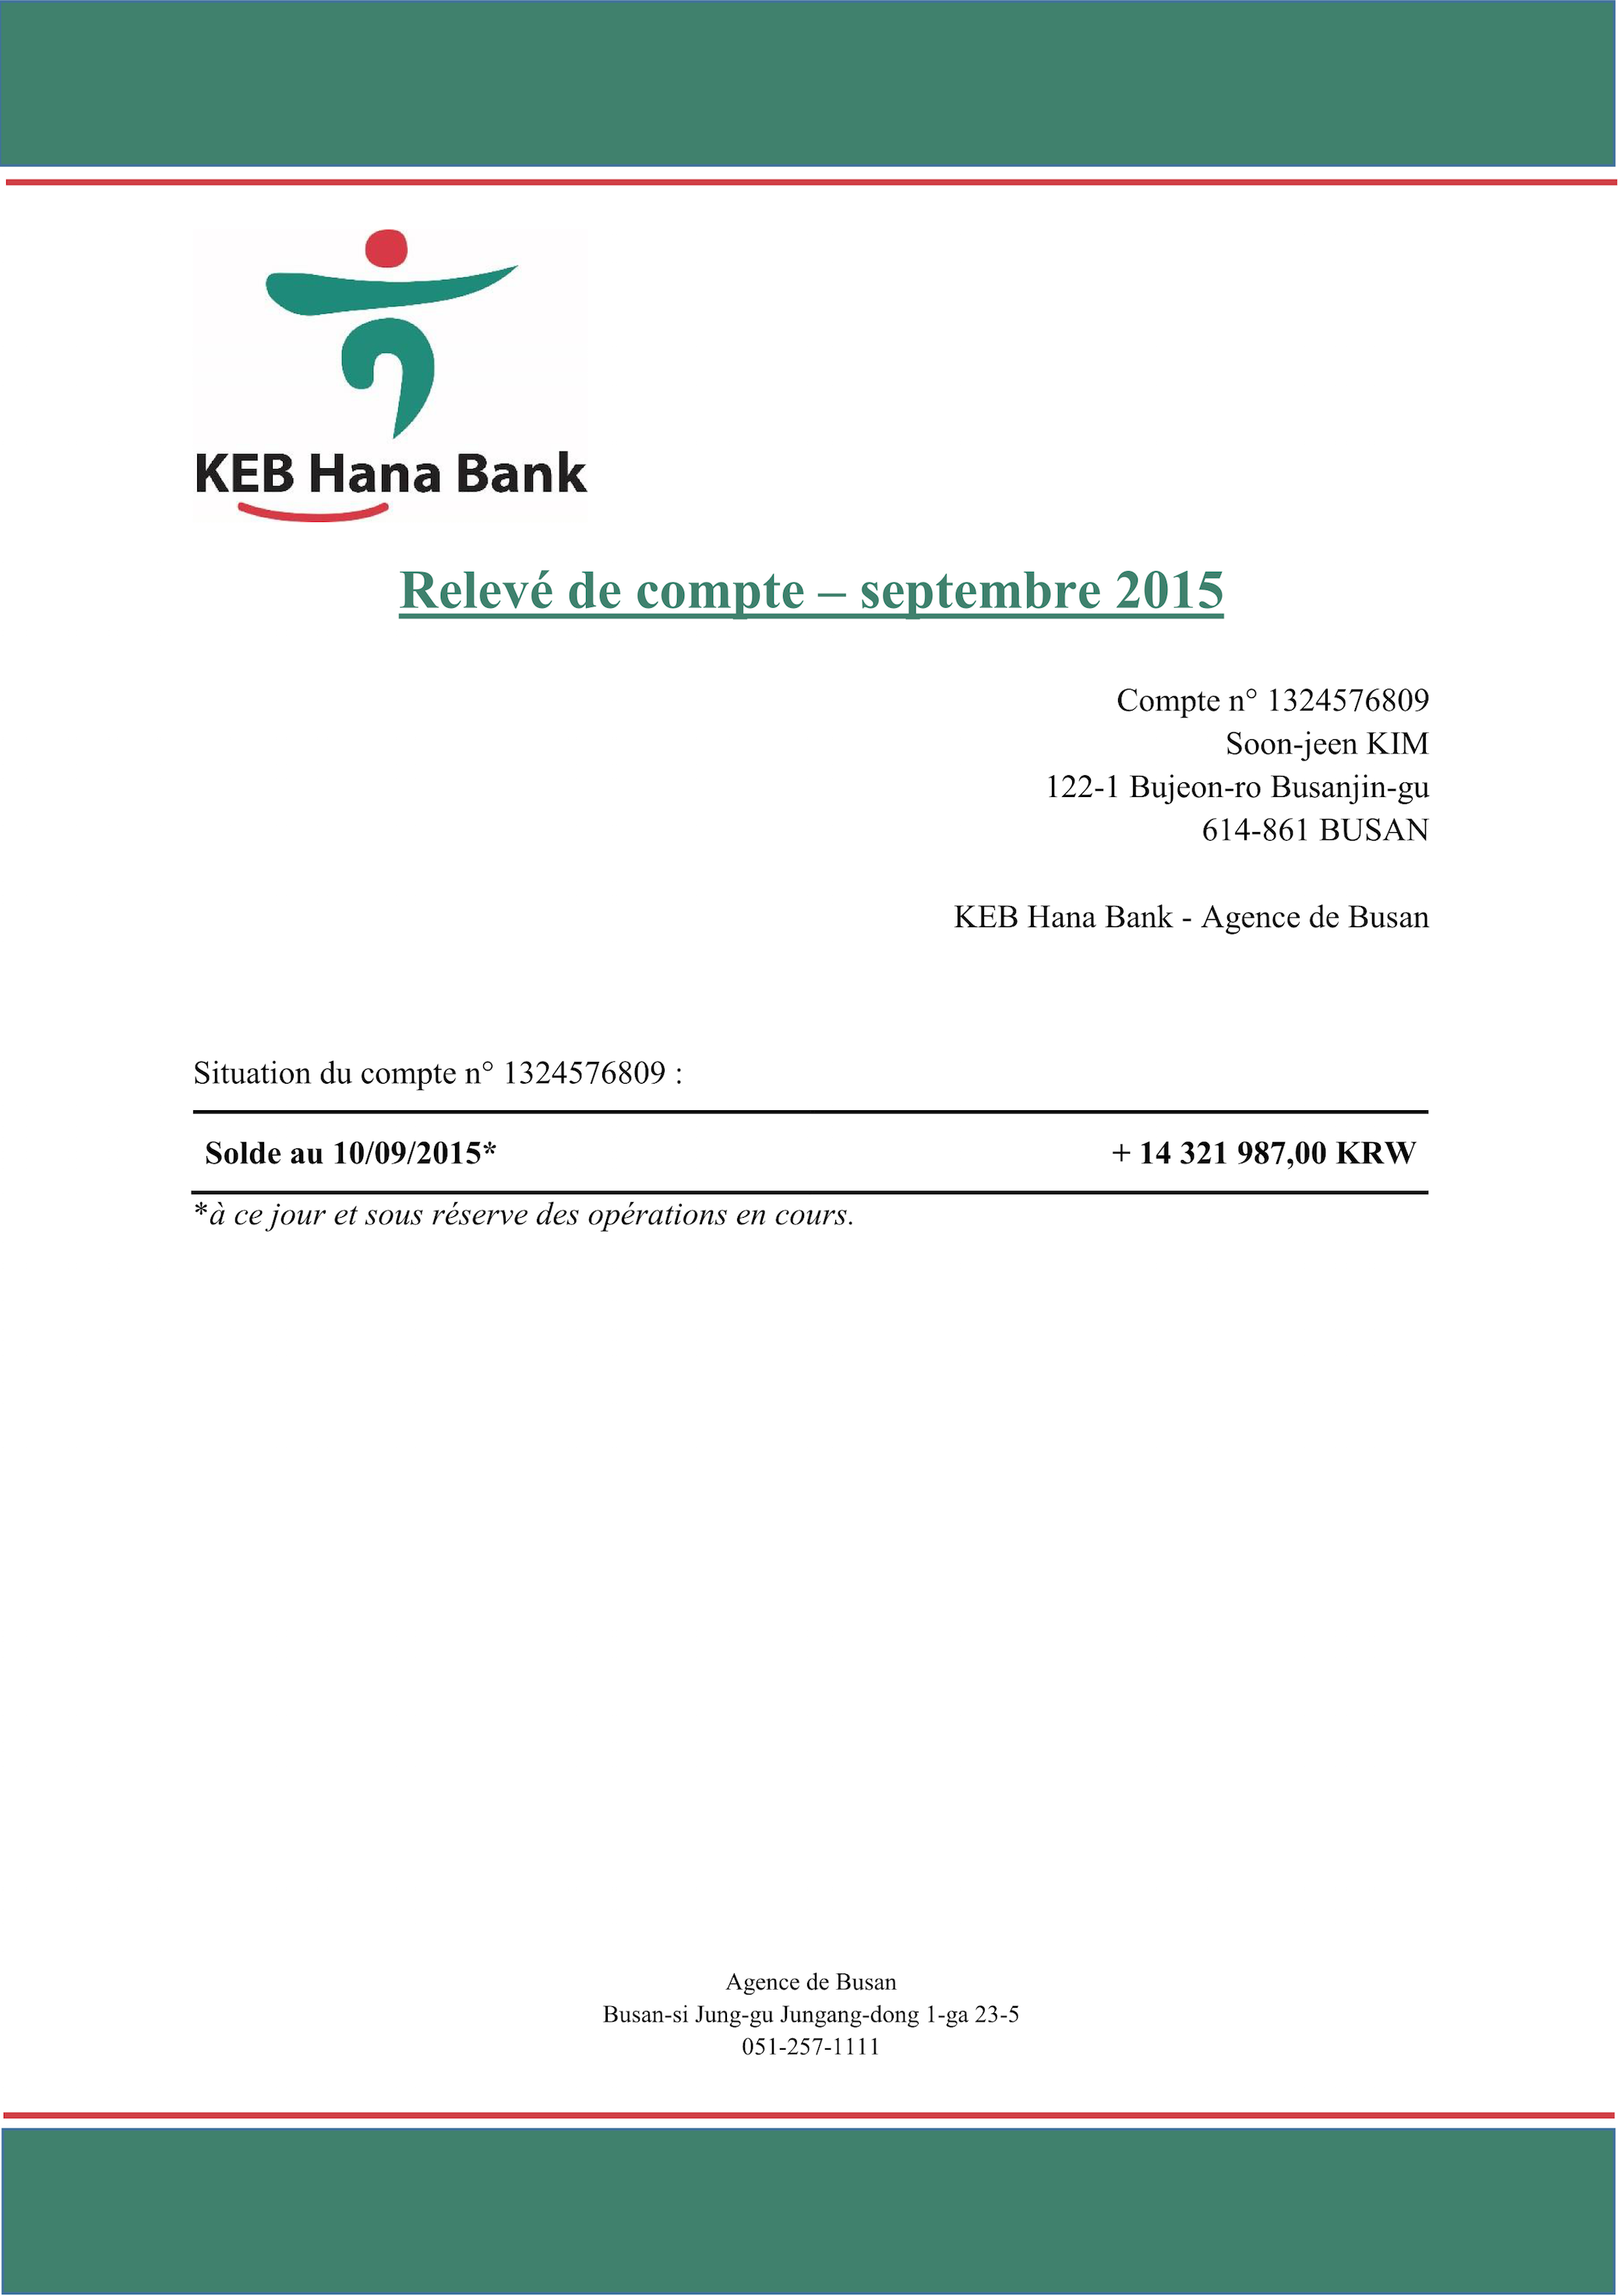 KEB Hana Bank
Relevé de compte – septembre 2015
Compte n° 1324576809
Soon-jeen KIM
122-1 Bujeon-ro Busanjin-gu
614-861 BUSAN
KEB Hana Bank - Agence de Busan
Situation du compte n° 1324576809 :
Solde au 10/09/2015* + 14 321 987,00 KRW
*à ce jour et sous réserve des opérations en cours.
Agence de Busan
Busan-si Jung-gu Jungang-dong 1-ga 23-5
051-257-1111